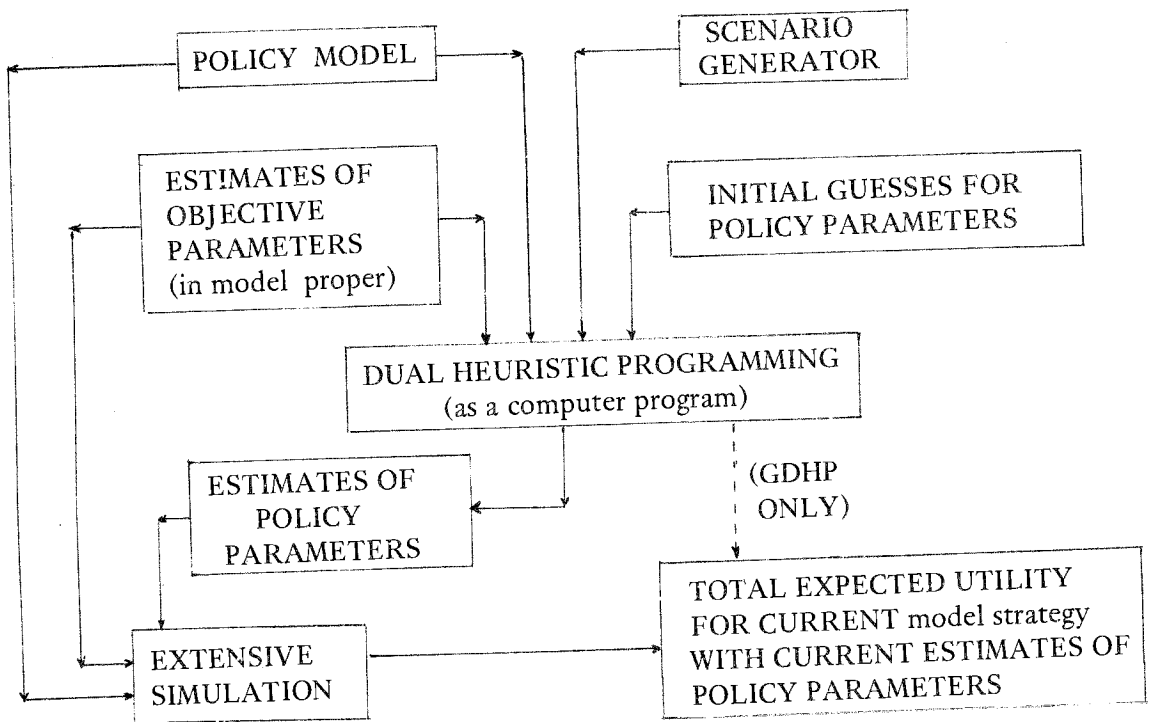 POLICY MODEL
SCENARIO
GENERATOR
ESTIMATES OF
OBJECTIVE
PARAMETERS
(in model proper)
INITIAL GUESSES FOR
POLICY PARAMETERS
DUAL HEURISTIC PROGRAMMING
(as a computer program)
ESTIMATES OF
POLICY
PARAMETERS
(GDHP
ONLY)
EXTENSIVE
SIMULATION
TOTAL EXPECTED UTILITY
FOR CURRENT model strategy
WITH CURRENT ESTIMATES OF
POLICY PARAMETERS